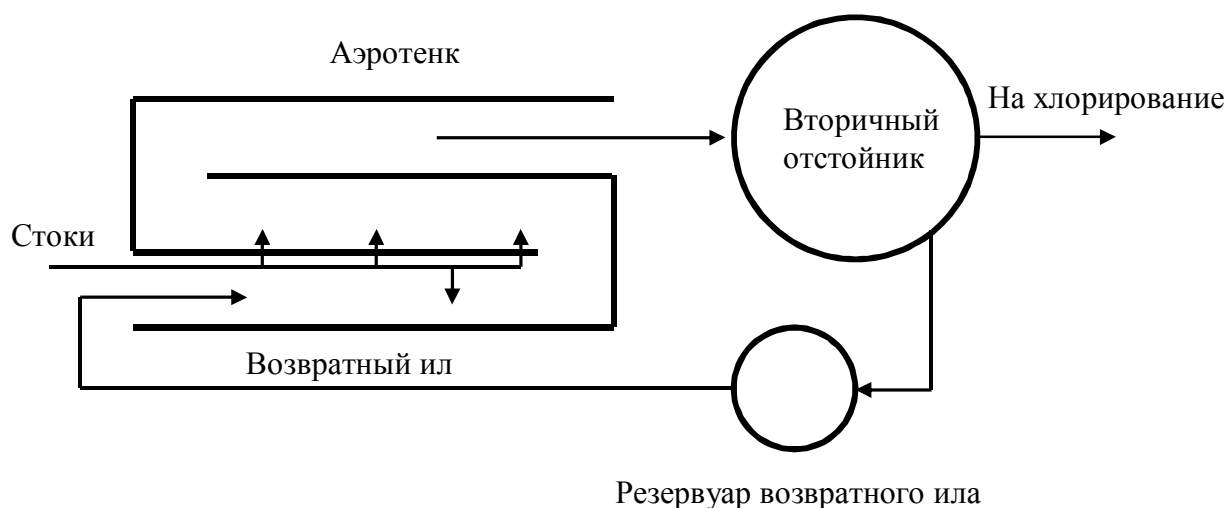 Аэротенк
На хлорирование
Вторичный
отстойник
Стоки
Возвратный ил
Резервуар возвратного ила